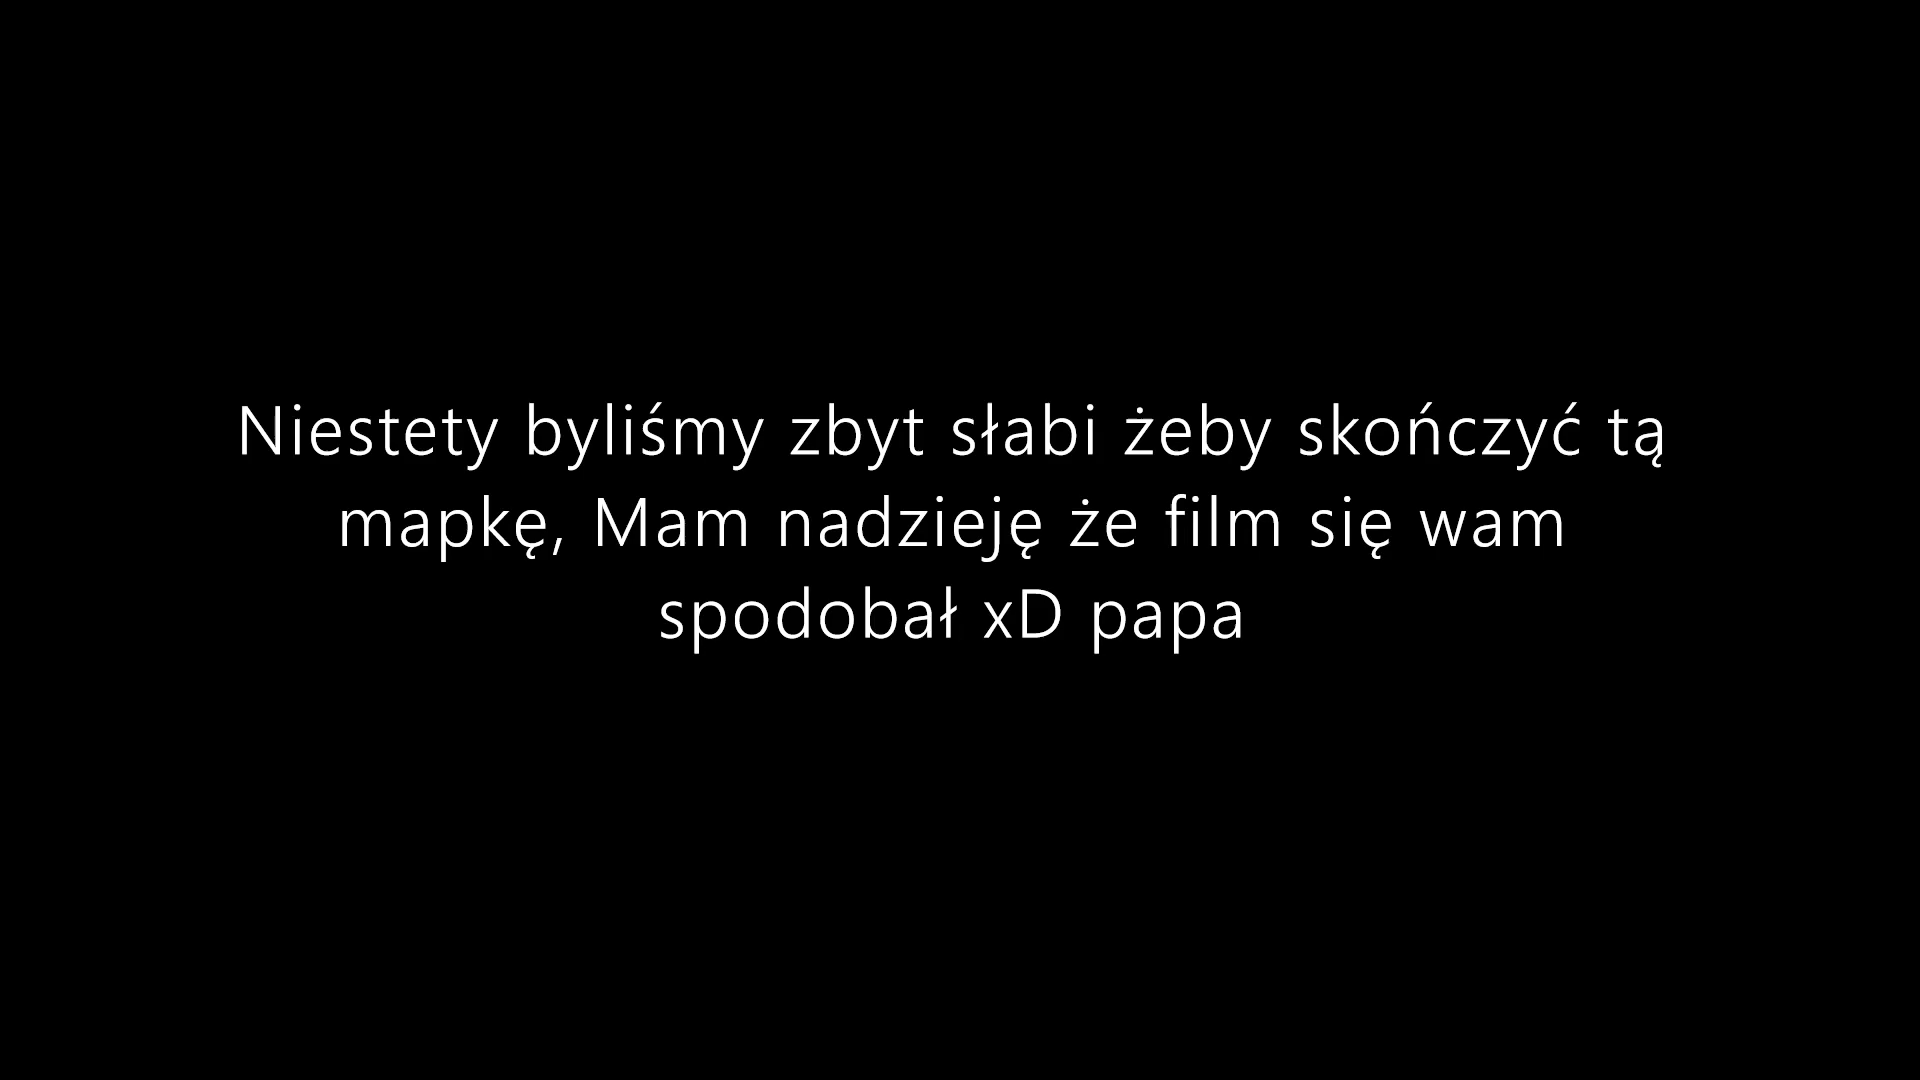 Niestety byliśmy zbyt słabi żeby skończyć tą
mapkę, Mam nadzieję że film się wam
spodobał xD papa